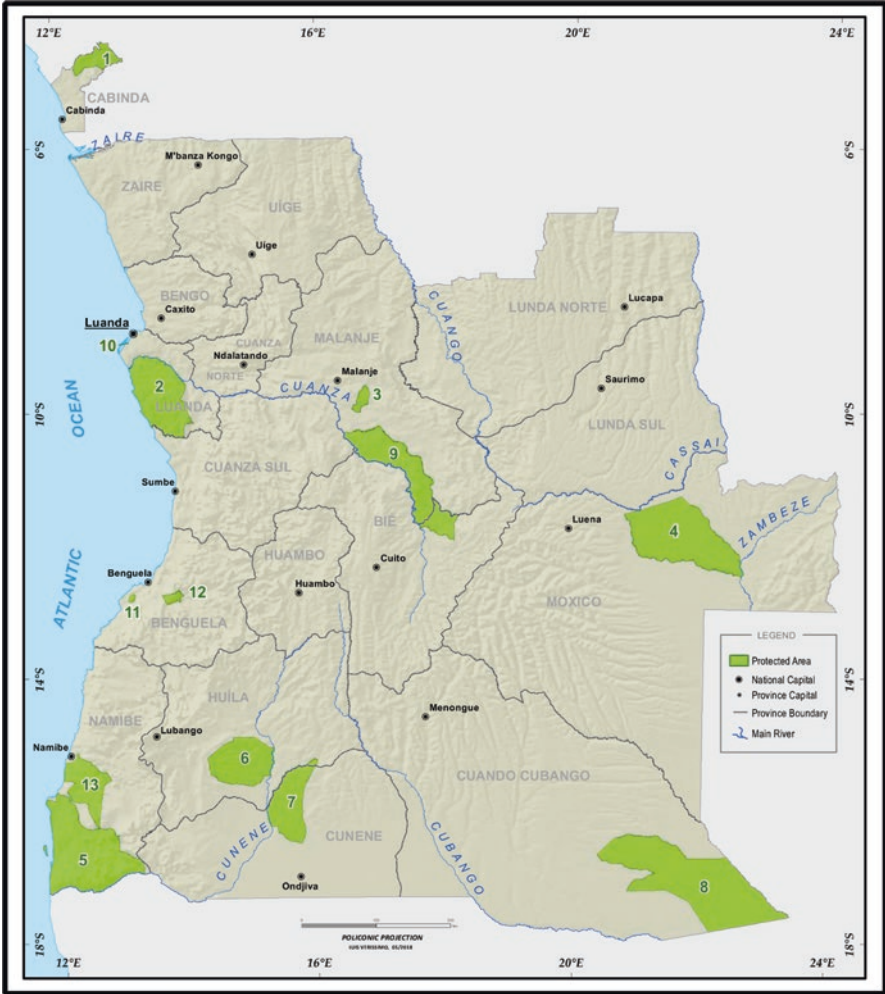 12°E 16°E 20°E 24°E
1
CABINDA
Cabinda
ZAIRE
6°S 6°S
M'banza Kongo
ZAIRE
UÍGE
Uíge
BENGO
Caxito
LUNDA NORTE
Lucapa
CUANGO
Luanda
10
MALANJE
CUANZA
NORTE
Ndalatando
Malanje
CUANZA
3
Saurimo
2
LUANDA
10°S 10°S
LUNDA SUL
OCEAN
9
CASSAI
CUANZA SUL
Sumbe
BIÉ
Luena
4
ZAMBEZE
ATLANTIC
HUAMBO
Cuito
Benguela
Huambo
12
11
BENGUELA
MOXICO
LEGEND
Protected Area
National Capital
Province Capital
Province Boundary
Main River
14°S 14°S
HUÍLA
NAMIBE
Menongue
Lubango
Namibe
6
CUANDO CUBANGO
13
7
CUNENE
CUNENE
CUBANGO
5
Ondjiva
8
POLICONIC PROJECTION
18°S 18°S
12°E 16°E 20°E 24°E